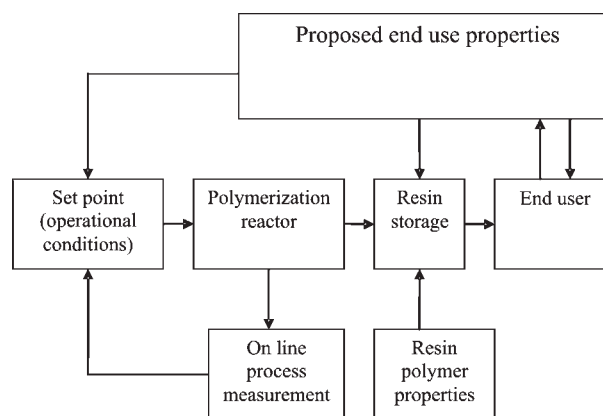 Proposed end use properties
Set point
(operational
conditions)
Polymerization
reactor
Resin
storage
End user
On line
process
measurement
Resin
polymer
properties